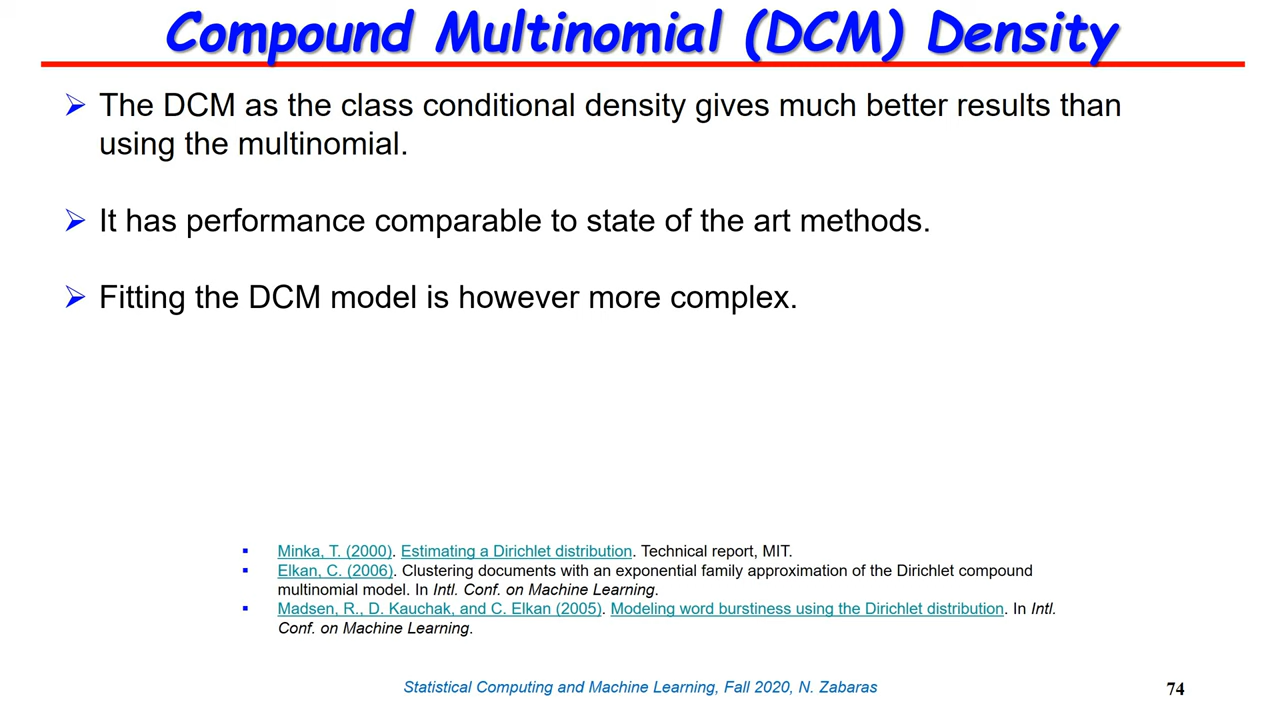 Compound Multinomial (DCM) Density
➢ The DCM as the class conditional density gives much better results than
using the multinomial.
➢ It has performance comparable to state of the art methods.
➢ Fitting the DCM model is however more complex.
▪ Minka, T. (2000). Estimating a Dirichlet distribution. Technical report, MIT.
▪ Elkan, C. (2006). Clustering documents with an exponential family approximation of the Dirichlet compound
multinomial model. In Intl. Conf. on Machine Learning.
▪ Madsen, R., D. Kauchak, and C. Elkan (2005). Modeling word burstiness using the Dirichlet distribution. In Intl.
Conf. on Machine Learning.
Statistical Computing and Machine Learning, Fall 2020, N. Zabaras
74